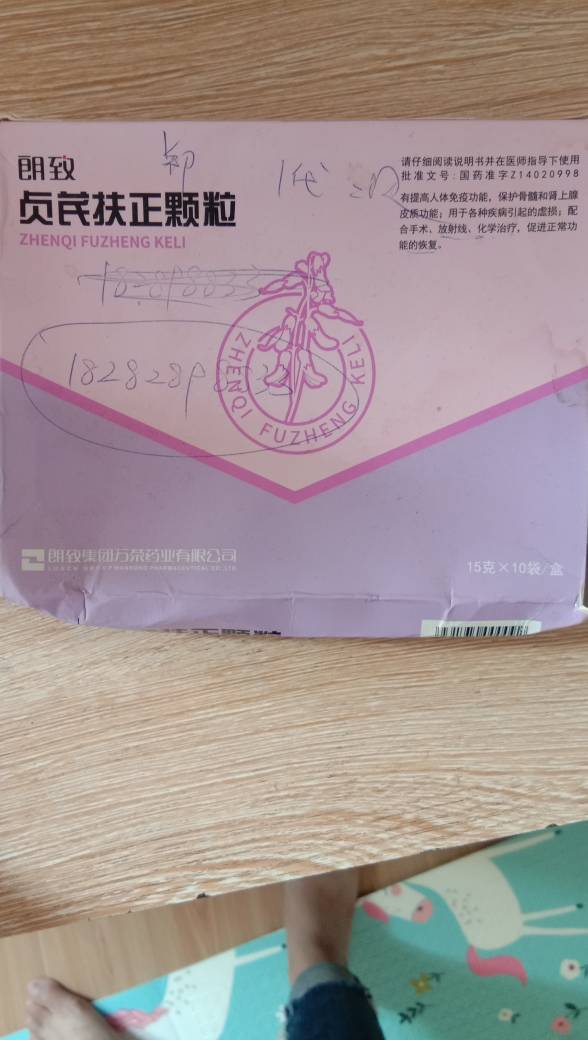 朗致
贞芪扶正颗粒
ZHENQI FUZHENG KELI
请仔细阅读说明书并在医师指导下使用
批准文号:国药准字Z14020998
有提高人体免疫功能,保护骨髓和肾上腺
皮质功能;用于各种疾病引起的虚损;配
合手术、放射线、化学治疗,促进正常功
能的恢复。
ZHENQI FUZHENG KELI
朗致集团万荣药业有限公司
15克×10袋/盒
贞芪扶正颗粒